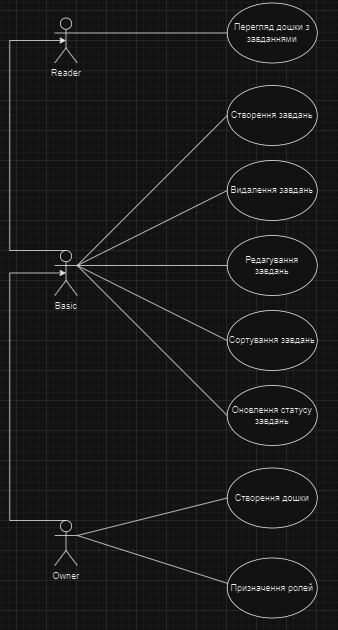 Перегляд дошки з
завданнями
Reader
Створення завдань
Видалення завдань
Редагування
завдань
Basic
Сортування завдань
Оновлення статусу
завдань
Створення дошки
Owner
Призначення ролей